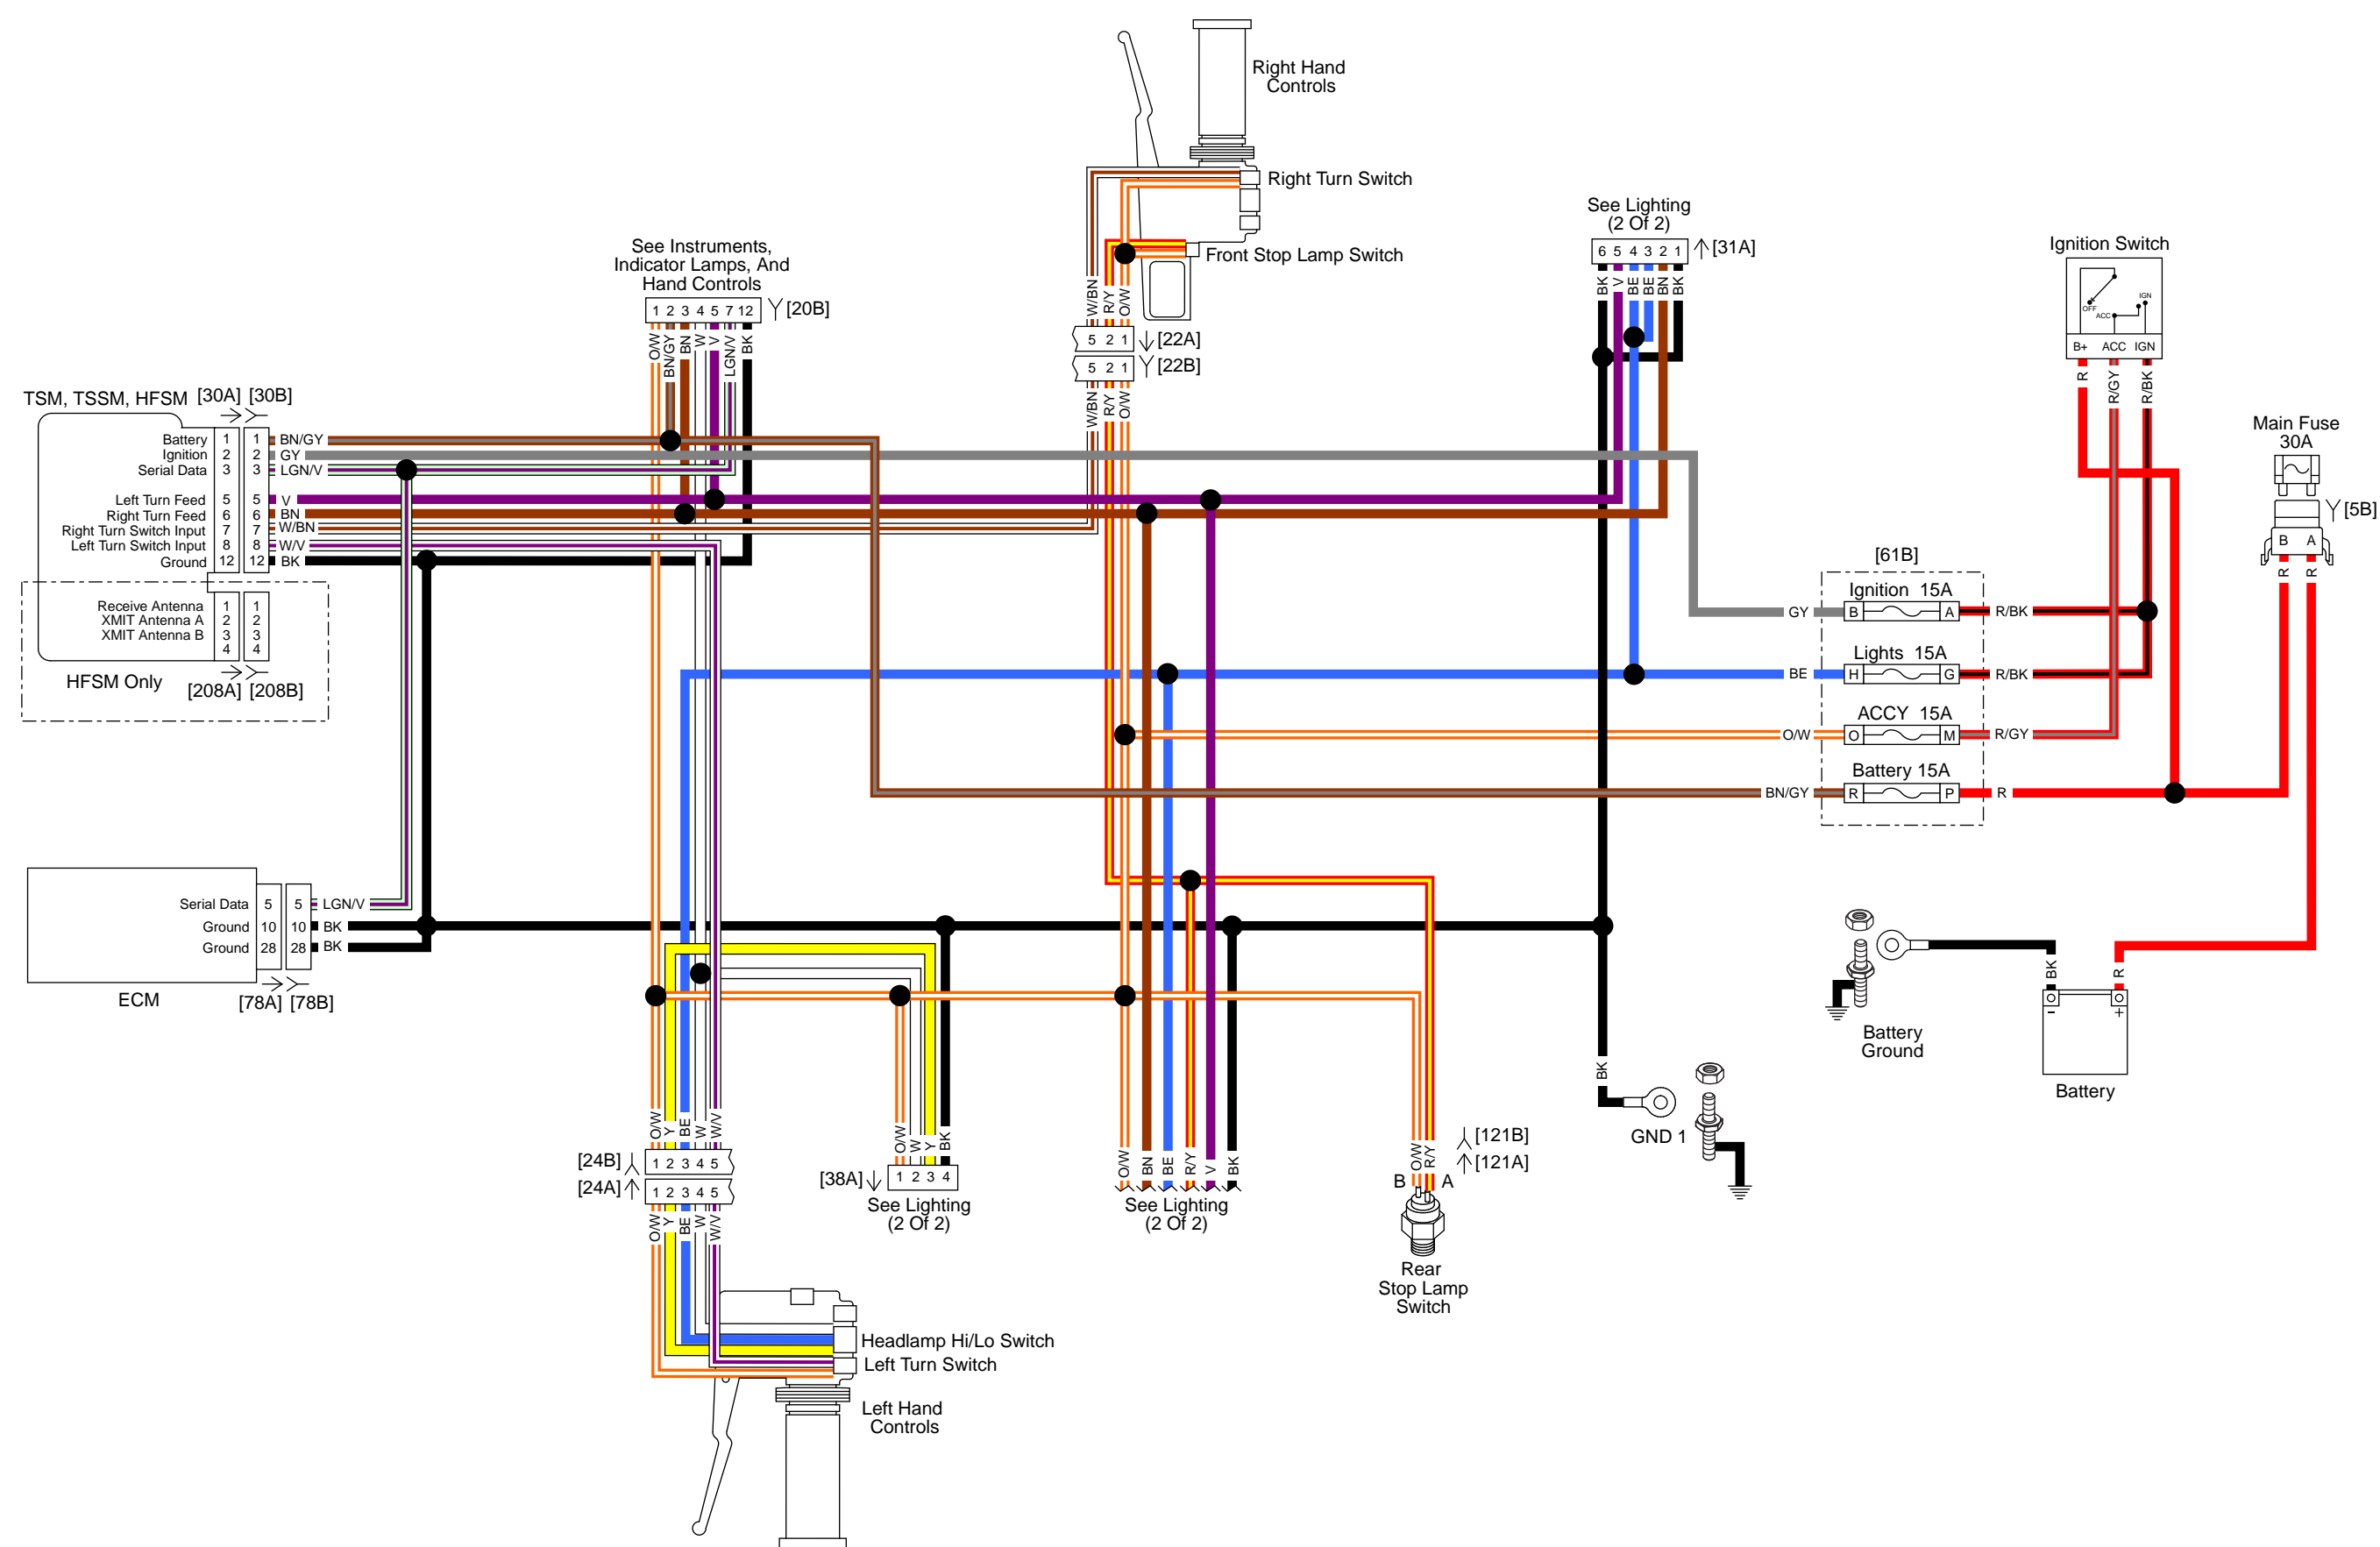 Right Hand
Controls
Right Turn Switch
Front Stop Lamp Switch
W/BN
R/Y
O/W
5 2 1 [22A]
5 2 1 [22B]
W/BN
R/Y
O/W
See Instruments,
Indicator Lamps, And
Hand Controls
1 2 3 4 5 7 12 [20B]
O/W
BN/GY
BN
W
V
LGN/V
BK
See Lighting
(2 Of 2)
6 5 4 3 2 1 [31A]
BK
V
BE
BE
BN
BK
Ignition Switch
OFF
ACC
IGN
B+ ACC IGN
R
R/GY
R/BK
Main Fuse
30A
[5B]
B A
R
R
TSM, TSSM, HFSM [30A] [30B]
Battery 1 1 BN/GY
Ignition 2 2 GY
Serial Data 3 3 LGN/V
Left Turn Feed 5 5 V
Right Turn Feed 6 6 BN
Right Turn Switch Input 7 7 W/BN
Left Turn Switch Input 8 8 W/V
Ground 12 12 BK
Receive Antenna 1 1
XMIT Antenna A 2 2
XMIT Antenna B 3 3
4 4
HFSM Only
[208A] [208B]
[61B]
Ignition 15A
GY B A R/BK
Lights 15A
BE H G R/BK
ACCY 15A
O/W O M R/GY
Battery 15A
BN/GY R P R
Serial Data 5 5 LGN/V
Ground 10 10 BK
Ground 28 28 BK
ECM
[78A] [78B]
BK
R
- +
Battery
Ground
Battery
BK
GND 1
O/W
Y
BE
W
W/V
[24B] 1 2 3 4 5
[24A] 1 2 3 4 5
O/W
Y
BE
W
W/V
O/W
W
Y
BK
[38A] 1 2 3 4
See Lighting
(2 Of 2)
O/W
BN
BE
R/Y
V
BK
See Lighting
(2 Of 2)
O/W
R/Y
[121B]
[121A]
B A
Rear
Stop Lamp
Switch
Headlamp Hi/Lo Switch
Left Turn Switch
Left Hand
Controls